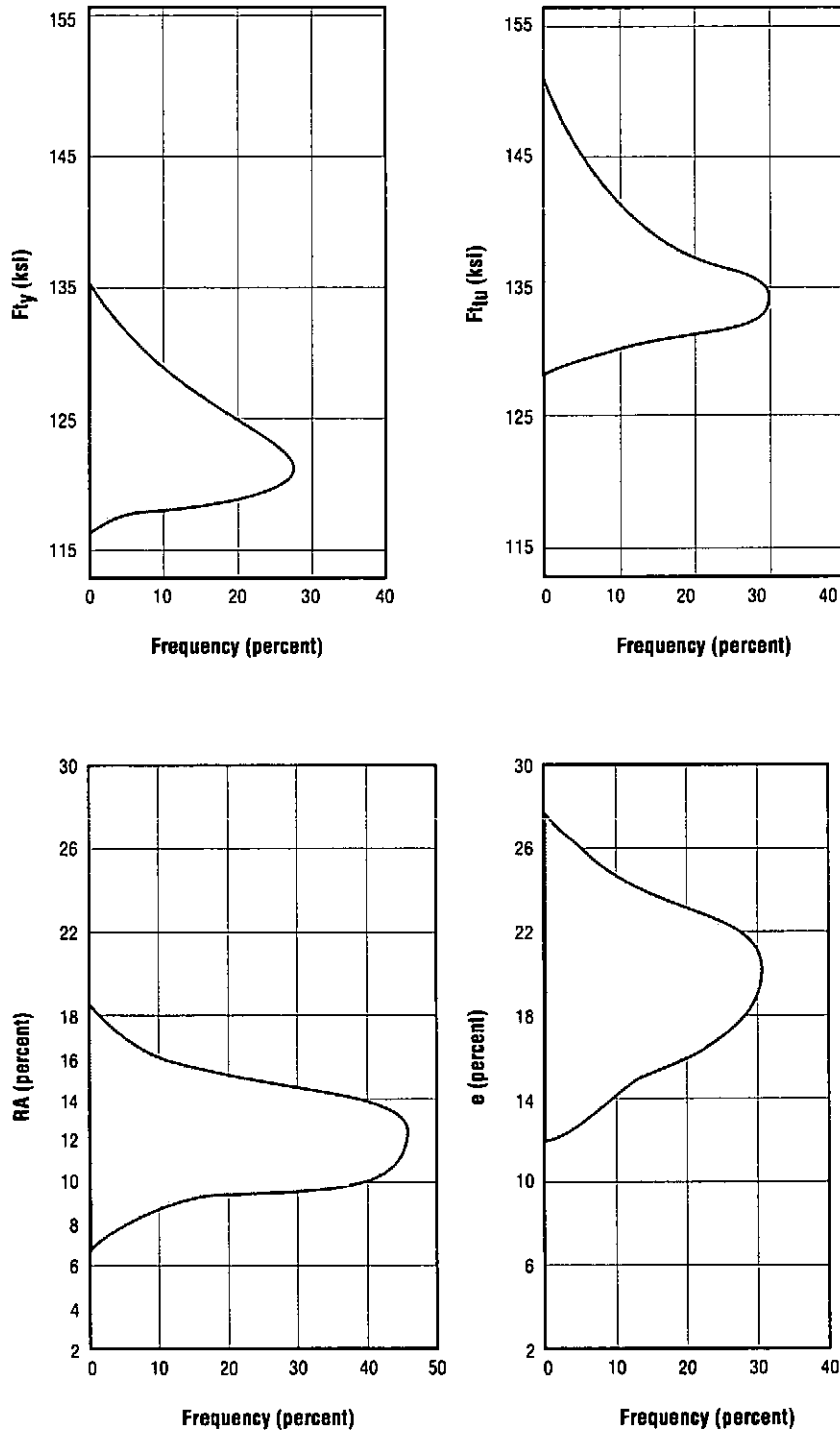 155
145
135
125
115
Fty (ksi)
0 10 20 30 40
Frequency (percent)
155
145
135
125
115
Fttu (ksi)
0 10 20 30 40
Frequency (percent)
30
26
22
18
16
14
12
10
8
6
4
2
RA (percent)
0 10 20 30 40 50
Frequency (percent)
30
26
22
18
14
10
6
2
e (percent)
0 10 20 30 40
Frequency (percent)